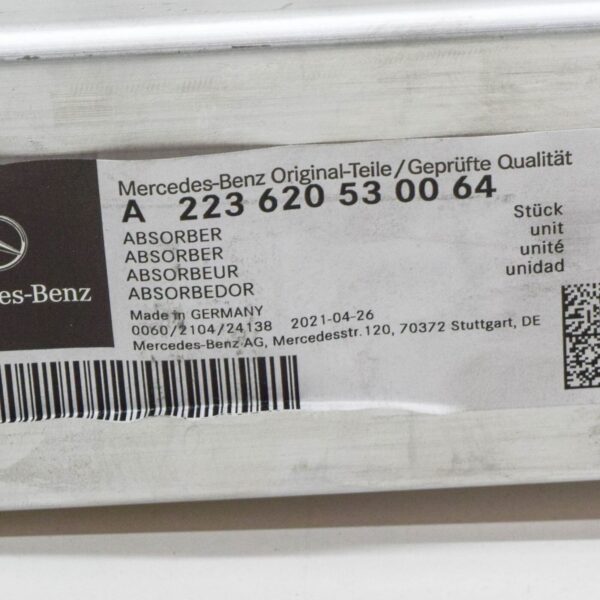 Mercedes-Benz Original-Teile/Geprüfte Qualität
A 223 620 53 00 64
Stück
ABSORBER
unit
ABSORBER
unité
ABSORBEUR
unidad
ABSORBEDOR
es-Benz
Made in GERMANY
0060/2104/24138 2021-04-26
Mercedes-Benz AG, Mercedesstr.120, 70372 Stuttgart, DE